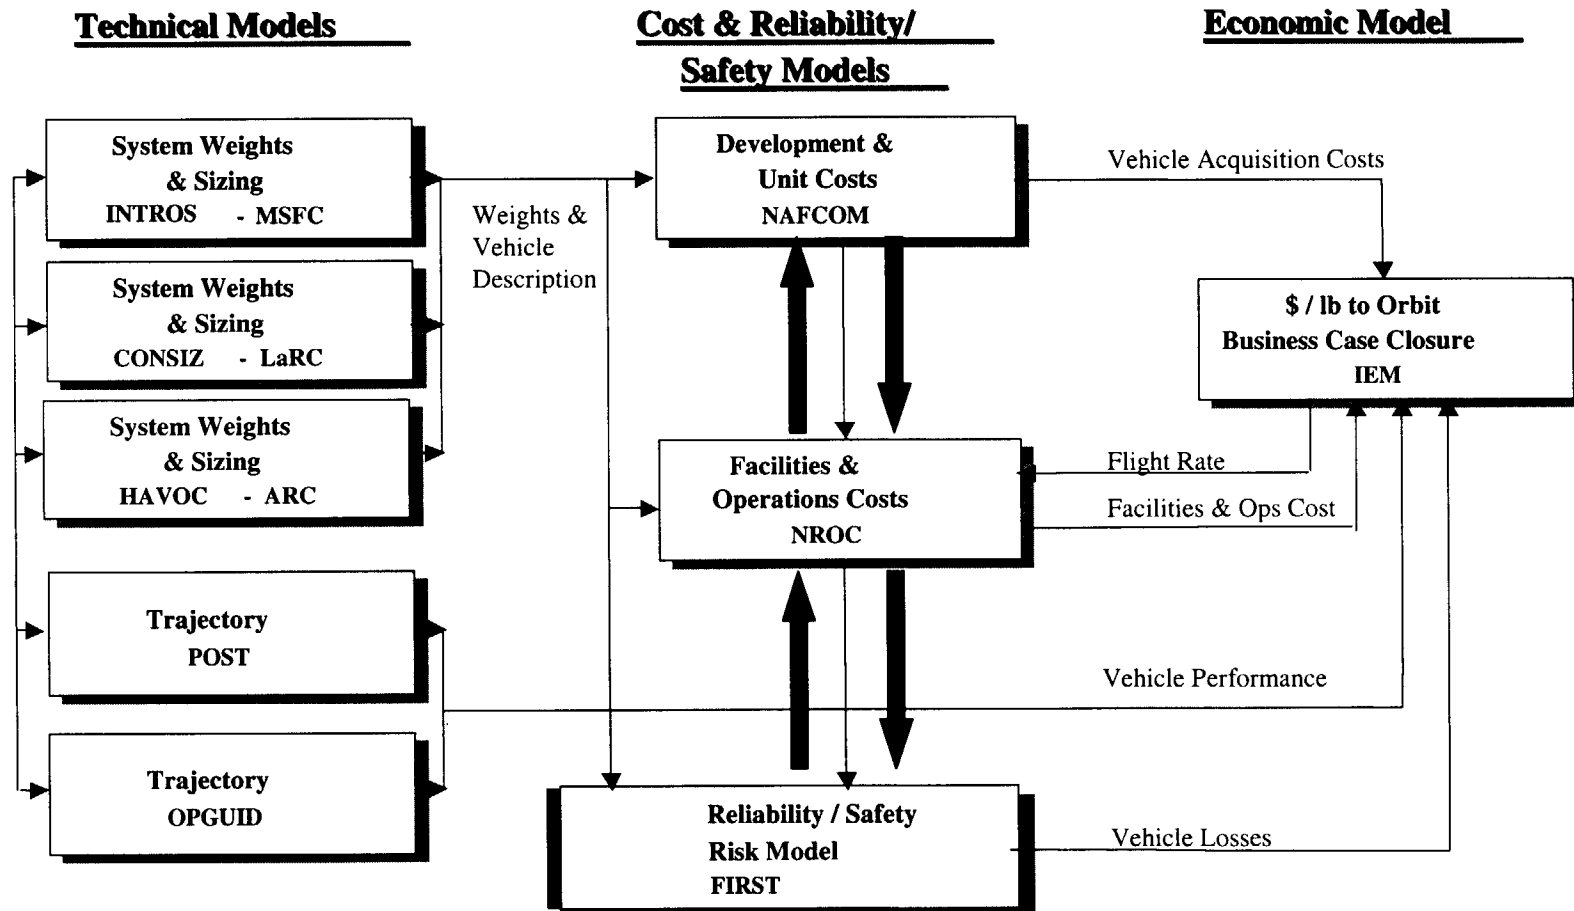 Technical Models
Cost & Reliability/
Safety Models
Economic Model
System Weights
& Sizing
INTROS - MSFC
System Weights
& Sizing
CONSIZ - LaRC
System Weights
& Sizing
HAVOC - ARC
Trajectory
POST
Trajectory
OPGUID
Weights &
Vehicle
Description
Development &
Unit Costs
NAFCOM
Facilities &
Operations Costs
NROC
Reliability / Safety
Risk Model
FIRST
Vehicle Acquisition Costs
$ / lb to Orbit
Business Case Closure
IEM
Flight Rate
Facilities & Ops Cost
Vehicle Performance
Vehicle Losses